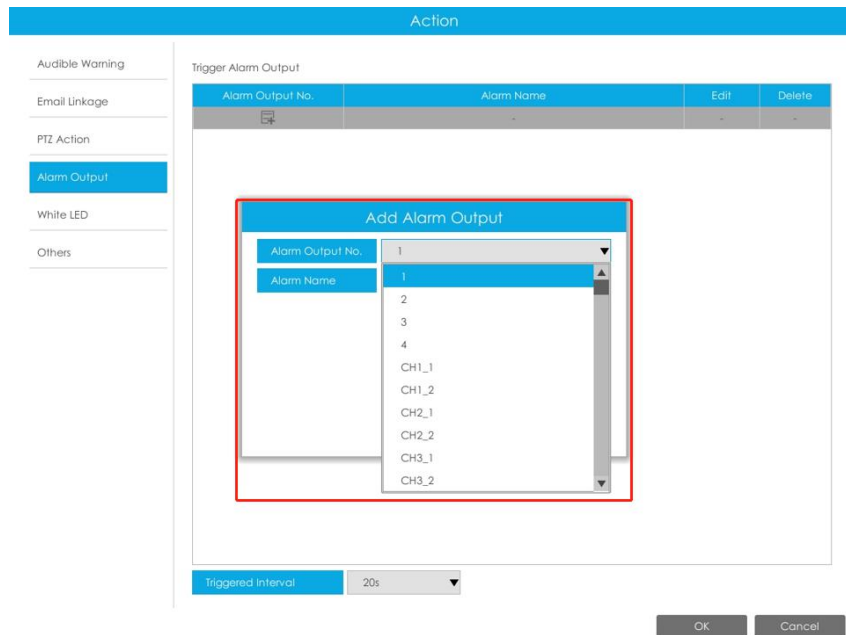 Action
Audible Warning
Email Linkage
PTZ Action
Alarm Output
White LED
Others
Trigger Alarm Output
Alarm Output No. Alarm Name Edit Delete
- - -
Add Alarm Output
Alarm Output No. 1
Alarm Name
1
2
3
4
CH1_1
CH1_2
CH2_1
CH2_2
CH3_1
CH3_2
Triggered Interval 20s
OK Cancel